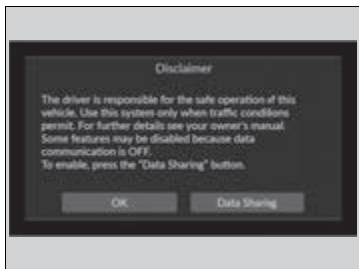 Disclaimer
The driver is responsible for the safe operation of this
vehicle. Use this system only when traffic conditions
permit. For further details see your owner's manual.
Some features may be disabled because data
communication is OFF.
To enable, press the "Data Sharing" button.
OK
Data Sharing